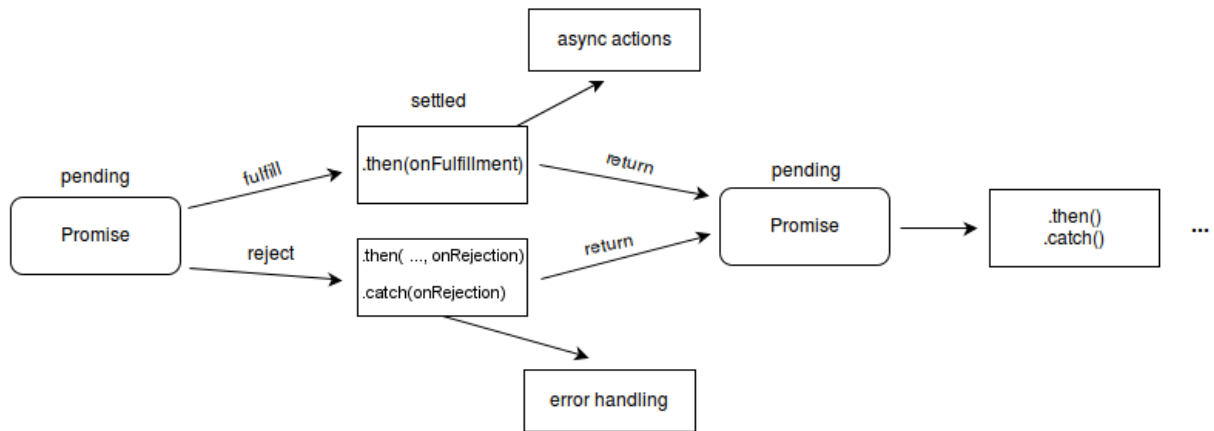 async actions
settled
.then(onFulfillment)
pending
fulfill
return
pending
Promise
Promise
.then()
.catch()
...
reject
.then( ..., onRejection)
.catch(onRejection)
return
error handling